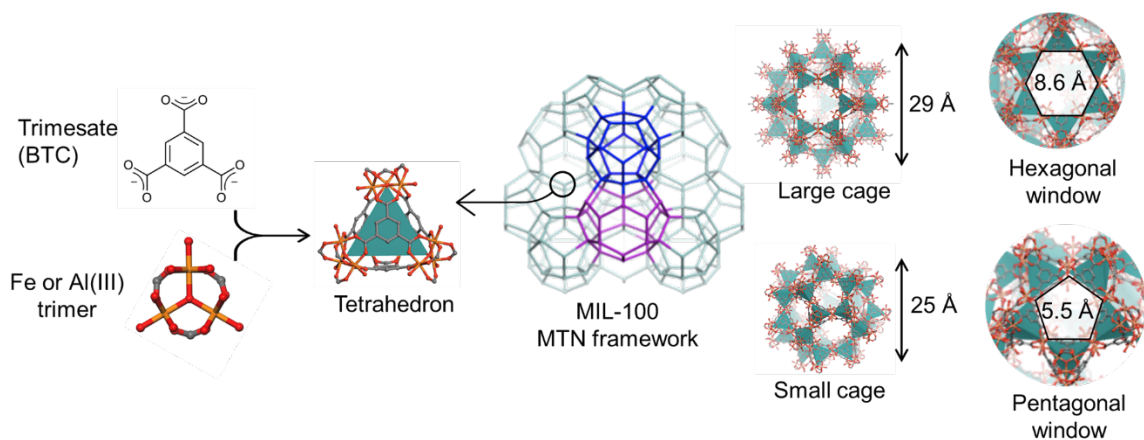 Trimesate
(BTC)
O
O
O
O
O
O
Fe or Al(III)
trimer
Tetrahedron
MIL-100
MTN framework
29 Å
Large cage
8.6 Å
Hexagonal
window
25 Å
Small cage
5.5 Å
Pentagonal
window